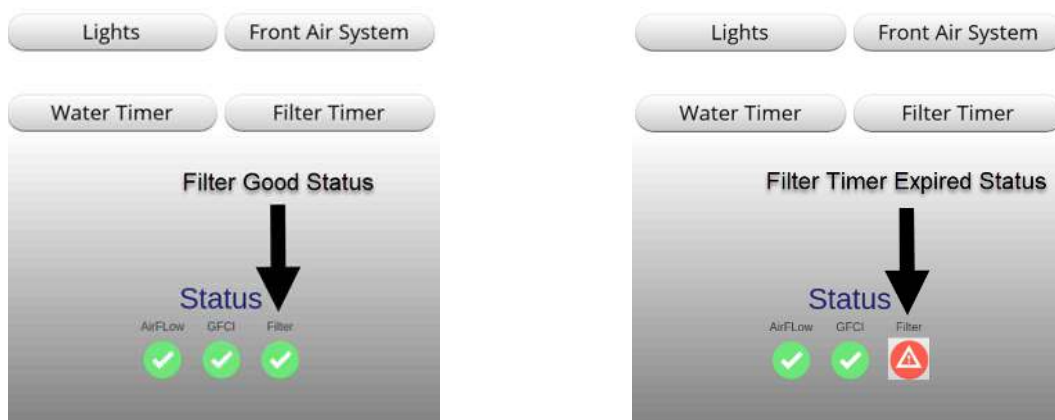 Lights Front Air System
Water Timer Filter Timer
Filter Good Status
Status
AirFLow GFCI Filter
Lights Front Air System
Water Timer Filter Timer
Filter Timer Expired Status
Status
AirFLow GFCI Filter